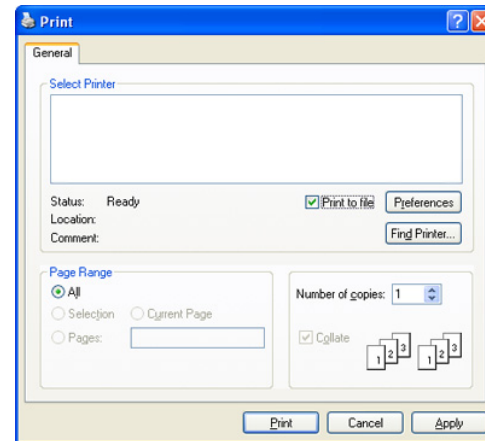 Print
General
Select Printer
Status: Ready
Print to file
Preferences
Location:
Comment:
Find Printer...
Page Range
All
Selection
Current Page
Pages:
Number of copies: 1
Collate
1 2 3 1 2 3
Print
Cancel
Apply